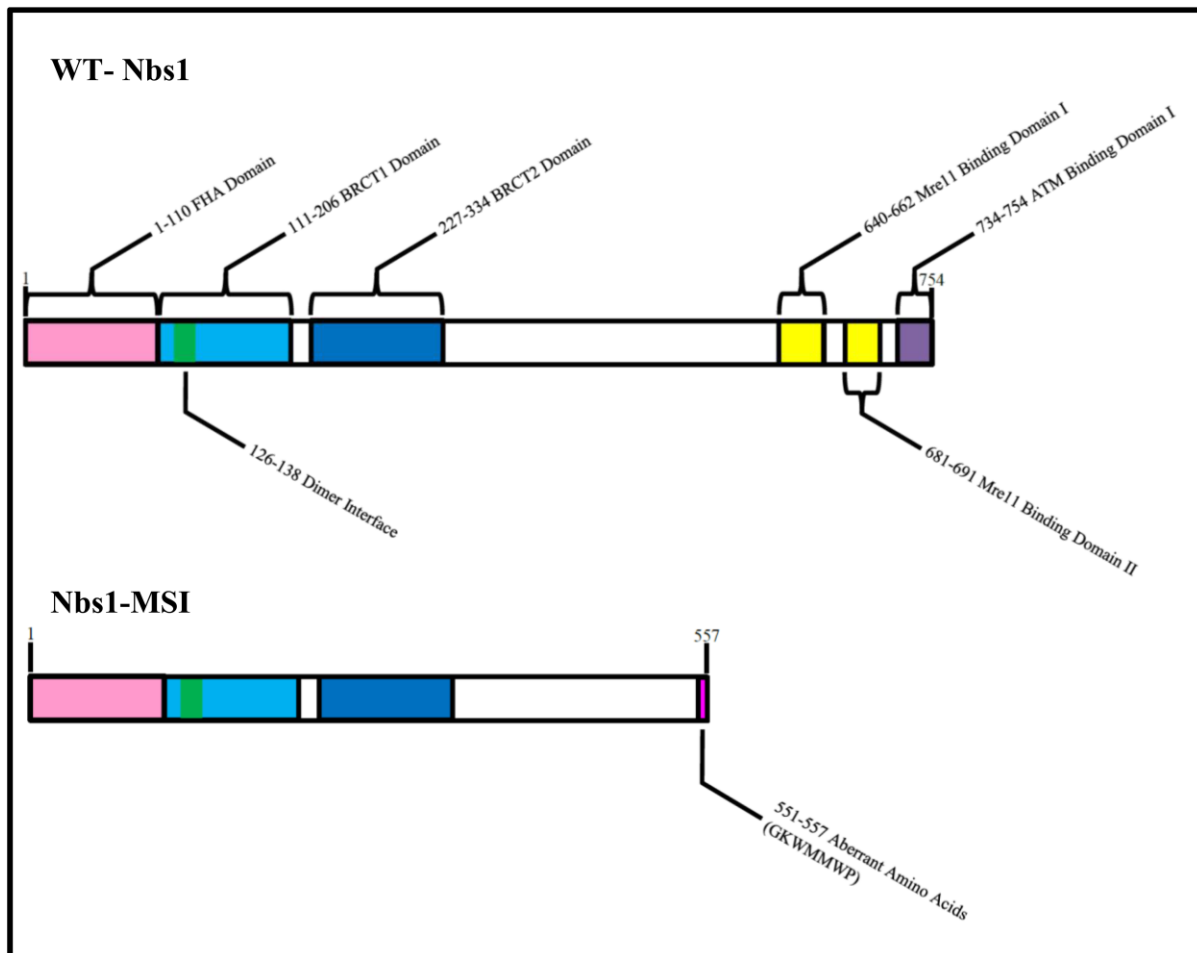 WT- Nbs1
1-110 FHA Domain
111-206 BRCT1 Domain
227-334 BRCT2 Domain
640-662 Mre11 Binding Domain I
734-754 ATM Binding Domain I
1
754
126-138 Dimer Interface
681-691 Mre11 Binding Domain II
Nbs1-MSI
1
557
551-557 Aberrant Amino Acids
(GKWMMWP)